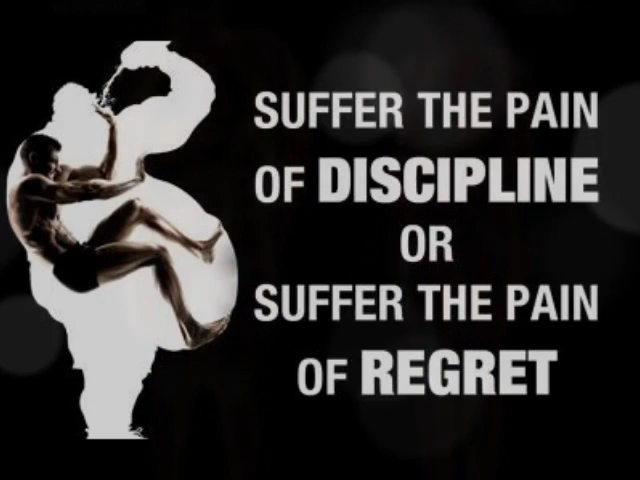 SUFFER THE PAIN
OF DISCIPLINE
OR
SUFFER THE PAIN
OF REGRET